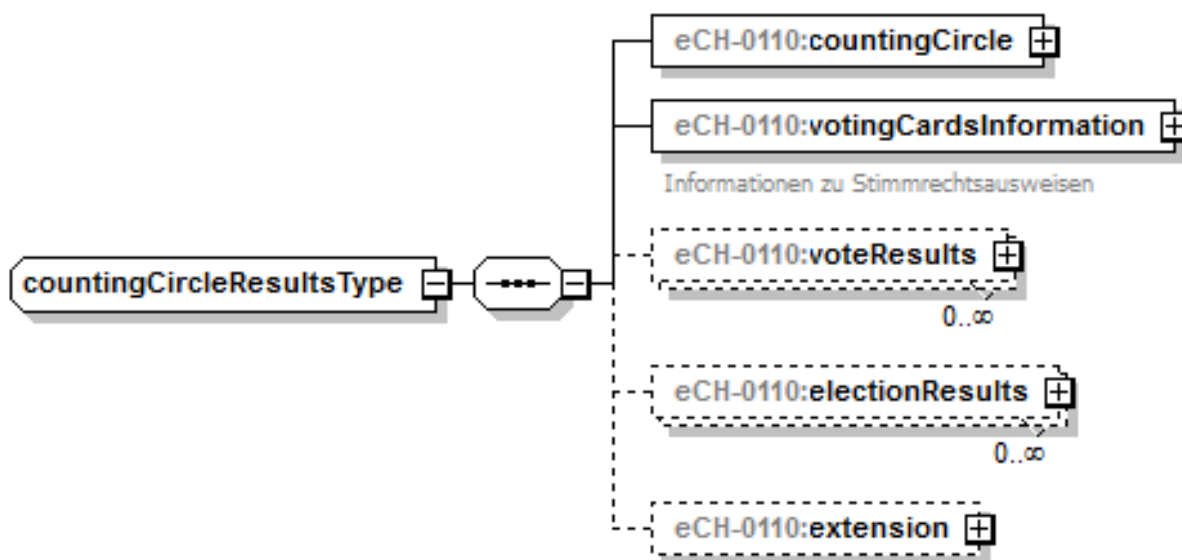 eCH-0110:countingCircle
eCH-0110:votingCardsInformation
Informationen zu Stimmrechtsausweisen
eCH-0110:voteResults
0..∞
countingCircleResultsType
eCH-0110:electionResults
0..∞
eCH-0110:extension